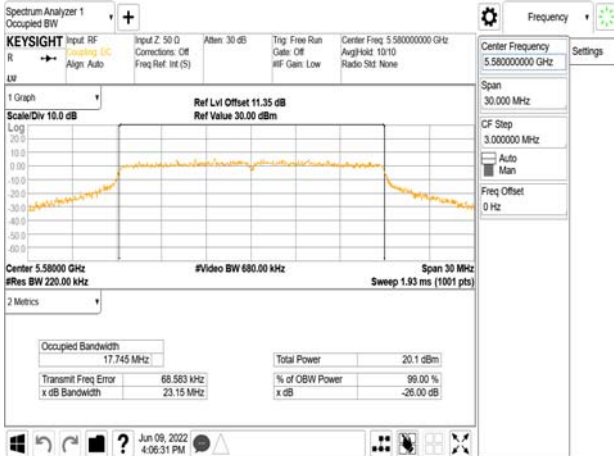 Spectrum Analyzer 1
Occupied BW
+
Frequency
KEYSIGHT
Input: RF
Coupling: DC
Align: Auto
Input Z: 50 Ω
Corrections: Off
Freq Ref: Int (S)
Atten: 30 dB
Trig: Free Run
Gate: Off
#IF Gain: Low
Center Freq: 5.580000000 GHz
Avg|Hold: 10/10
Radio Std: None
R
LXI
Center Frequency
5.580000000 GHz
Settings
Span
30.000 MHz
CF Step
3.000000 MHz
Auto
Man
Freq Offset
0 Hz
1 Graph
Scale/Div 10.0 dB
Ref Lvl Offset 11.35 dB
Ref Value 30.00 dBm
Log
20.0
10.0
0.00
-10.0
-20.0
-30.0
-40.0
-50.0
-60.0
Center 5.58000 GHz
#Res BW 220.00 kHz
#Video BW 680.00 kHz
Span 30 MHz
Sweep 1.93 ms (1001 pts)
2 Metrics
Occupied Bandwidth
17.745 MHz
Total Power 20.1 dBm
Transmit Freq Error 68.583 kHz
% of OBW Power 99.00 %
x dB Bandwidth 23.15 MHz
x dB -26.00 dB
?
Jun 09, 2022
4:06:31 PM